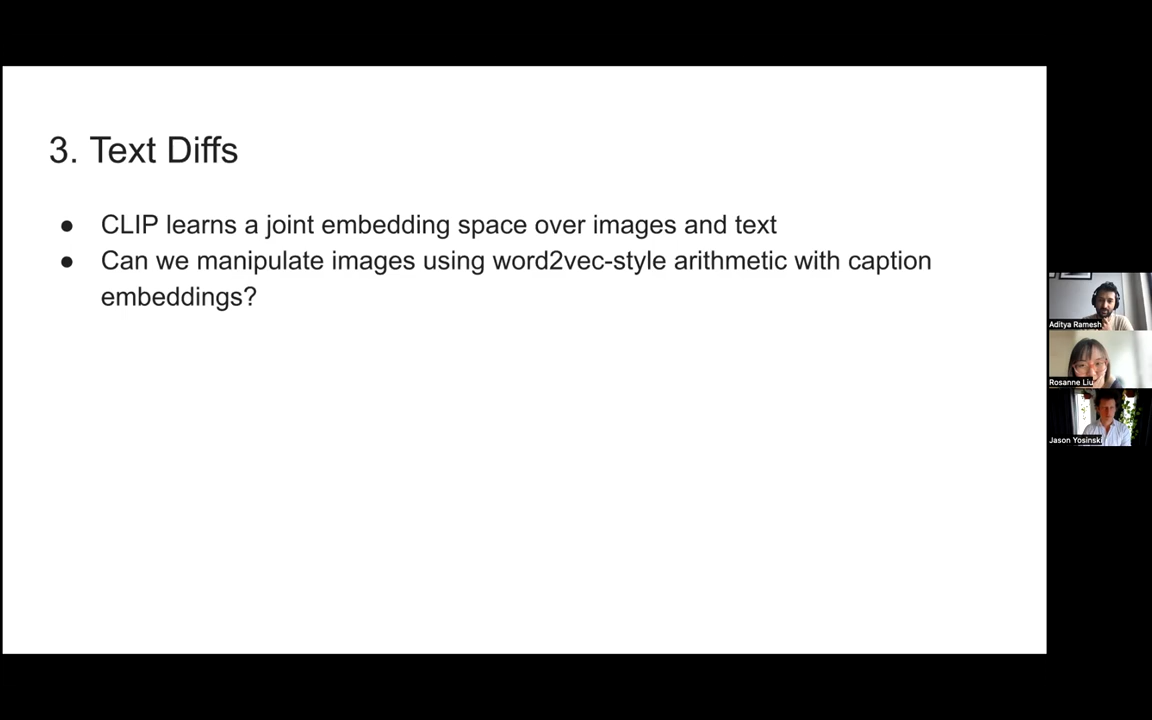 3. Text Diffs
● CLIP learns a joint embedding space over images and text
● Can we manipulate images using word2vec-style arithmetic with caption
embeddings?
Aditya Ramesh
Rosanne Liu
Jason Yosinski